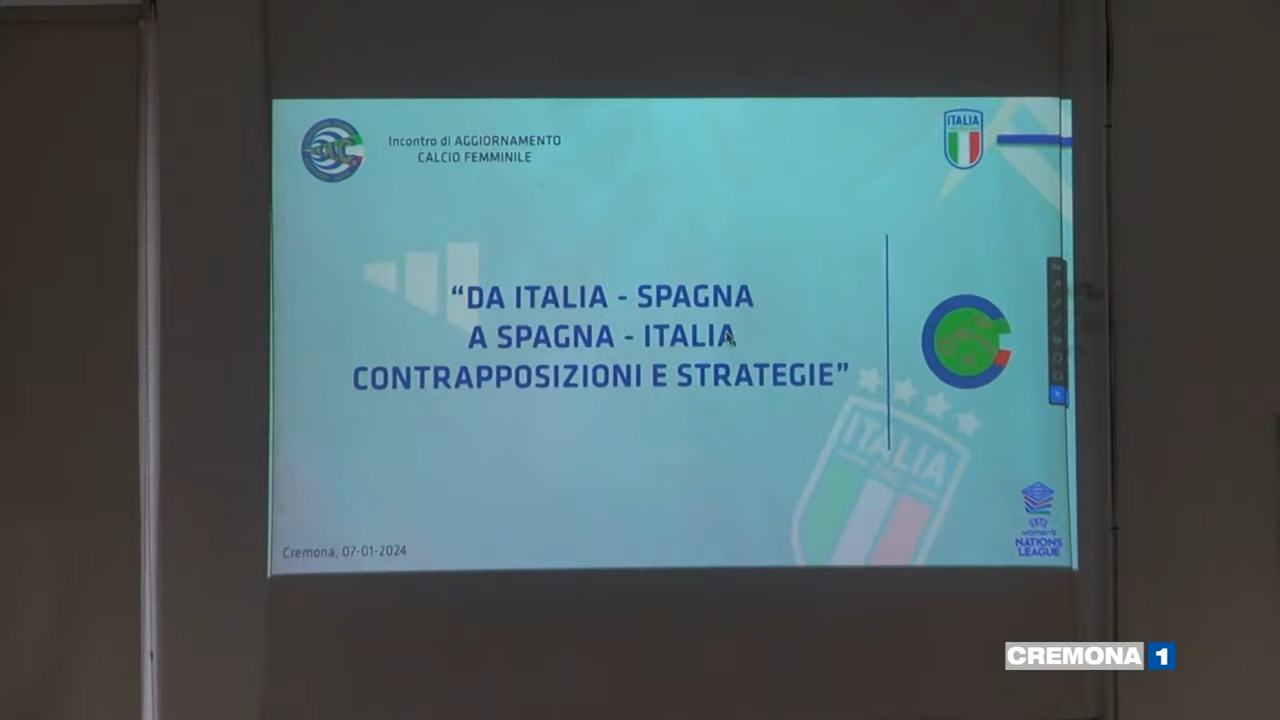 Incontro di AGGIORNAMENTO
CALCIO FEMMINILE
ITALIA
“DA ITALIA - SPAGNA
A SPAGNA - ITALIA
CONTRAPPOSIZIONI E STRATEGIE”
ITALIA
women's
NATIONS
LEAGUE
Cremona, 07-01-2024
CREMONA 1